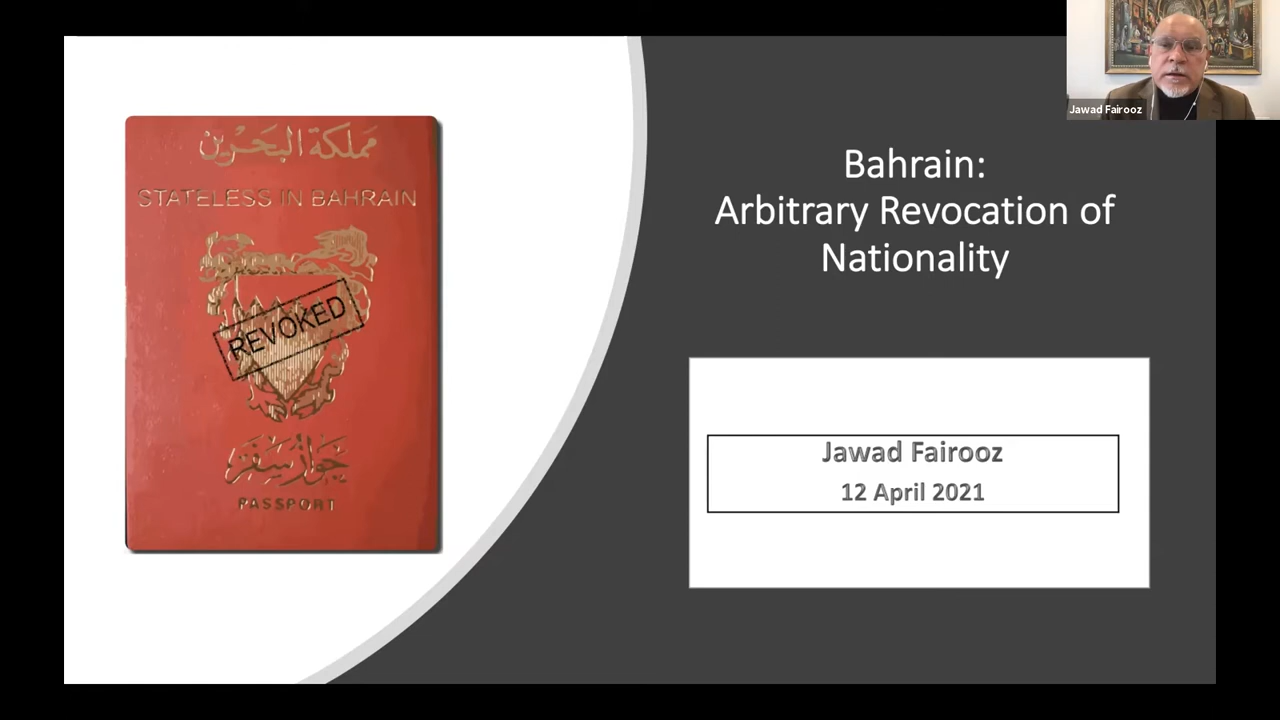 مملكة البحرين
STATELESS IN BAHRAIN
REVOKED
جواز سفر
PASSPORT
Bahrain:
Arbitrary Revocation of
Nationality
Jawad Fairooz
12 April 2021
Jawad Fairooz